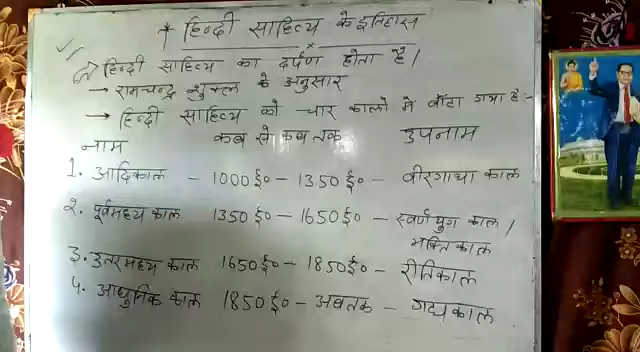 * हिन्दी साहित्य के इतिहास
हिन्दी साहित्य का दर्पण होता है।
→ रामचन्द्र शुक्ल के अनुसार
→ हिन्दी साहित्य को चार कालो मे बाँटा गया है:-
नाम कब से कब तक उपनाम
1. आदिकाल - 1000 ई० - 1350 ई० - वीरगाथा काल
2. पूर्वमध्य काल 1350 ई० - 1650 ई० - स्वर्ण युग काल /
भक्तिकाल
3. उत्तरमध्य काल 1650 ई० - 1850 ई० - रीतिकाल
4. आधुनिक काल 1850 ई० - अबतक - गद्य काल